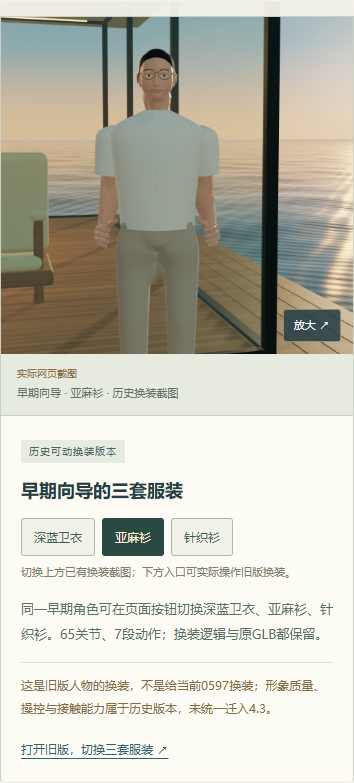 放大 ↗
实际网页截图
早期向导 · 亚麻衫 · 历史换装截图
历史可动换装版本
早期向导的三套服装
深蓝卫衣
亚麻衫
针织衫
切换上方已有换装截图；下方入口可实际操作旧版换装。
同一早期角色可在页面按钮切换深蓝卫衣、亚麻衫、针
织衫。65关节、7段动作；换装逻辑与原GLB都保留。
这是旧版人物的换装，不是给当前0597换装；形象质量、
操控与接触能力属于历史版本，未统一迁入4.3。
打开旧版，切换三套服装 ↗